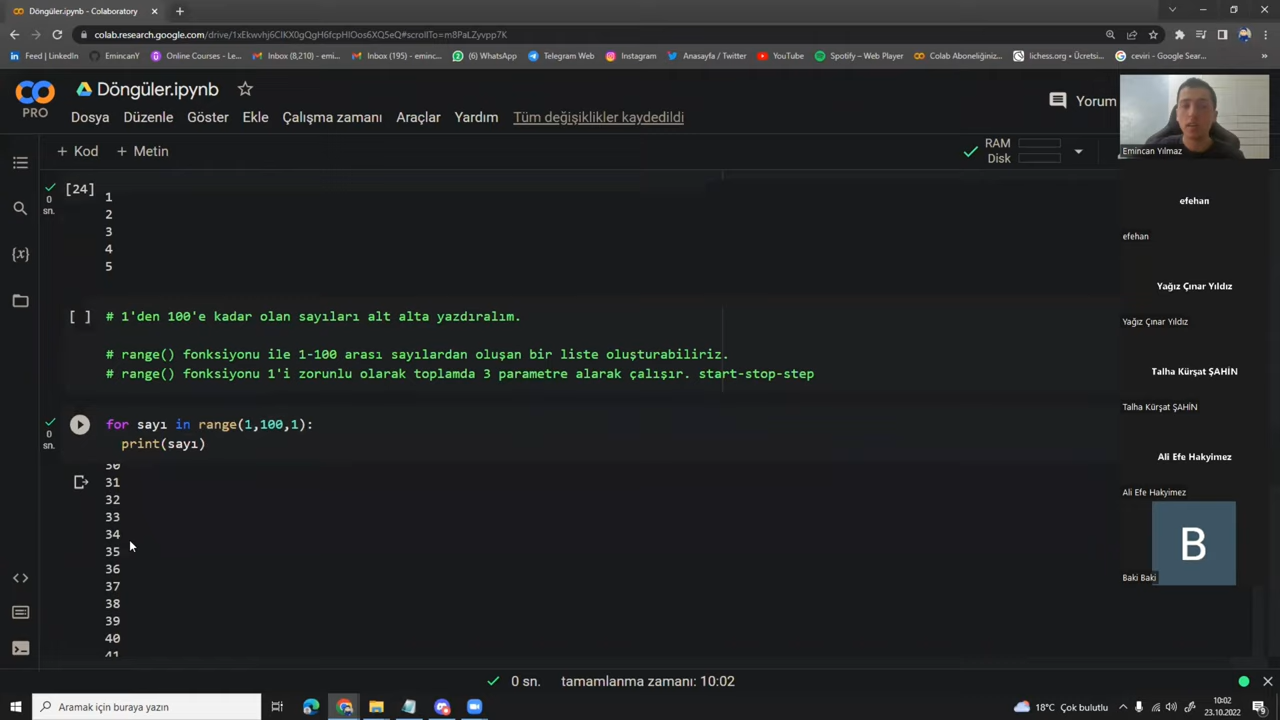 Döngüler.ipynb - Colaboratory
colab.research.google.com/drive/1xEkwvhj6CIKX0gQgH6fcpHIOos6XQ5eQ#scrollTo=m8PaLZyvpp7K
Feed | LinkedIn
EmincanY
Online Courses - Le...
Inbox (8,210) - emi...
Inbox (195) - eminc...
(6) WhatsApp
Telegram Web
Instagram
Anasayfa / Twitter
YouTube
Spotify – Web Player
Colab Aboneliğiniz...
lichess.org • Ücretsi...
ceviri - Google Sear...
PRO
Döngüler.ipynb
Dosya Düzenle Göster Ekle Çalışma zamanı Araçlar Yardım Tüm değişiklikler kaydedildi
Yorum
+ Kod + Metin
RAM
Disk
Emincan Yılmaz
efehan
efehan
Yağız Çınar Yıldız
Yağız Çınar Yıldız
Talha Kürşat ŞAHİN
Talha Kürşat ŞAHİN
Ali Efe Hakyimez
Ali Efe Hakyimez
B
Baki Baki
{x}
0
sn.
[24]
1
2
3
4
5
[ ]
# 1'den 100'e kadar olan sayıları alt alta yazdıralım.
# range() fonksiyonu ile 1-100 arası sayılardan oluşan bir liste oluşturabiliriz.
# range() fonksiyonu 1'i zorunlu olarak toplamda 3 parametre alarak çalışır. start-stop-step
0
sn.
for sayı in range(1,100,1):
print(sayı)
30
31
32
33
34
35
36
37
38
39
40
41
0 sn. tamamlanma zamanı: 10:02
Aramak için buraya yazın
18°C Çok bulutlu
10:02
23.10.2022
9